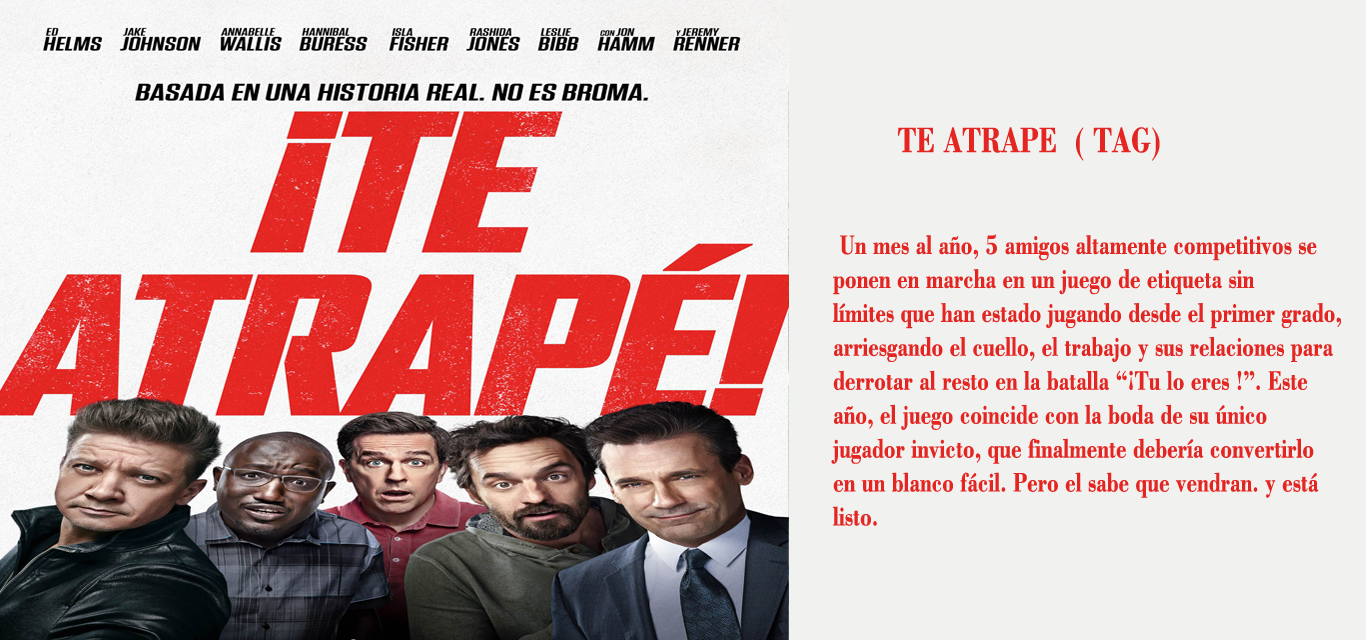 ED HELMS JAKE JOHNSON ANNABELLE WALLIS HANNIBAL BURESS ISLA FISHER RASHIDA JONES LESLIE BIBB CON JON HAMM Y JEREMY RENNER
BASADA EN UNA HISTORIA REAL. NO ES BROMA.
¡TE
ATRAPÉ!
TE ATRAPE ( TAG)
Un mes al año, 5 amigos altamente competitivos se
ponen en marcha en un juego de etiqueta sin
límites que han estado jugando desde el primer grado,
arriesgando el cuello, el trabajo y sus relaciones para
derrotar al resto en la batalla “¡Tu lo eres !”. Este
año, el juego coincide con la boda de su único
jugador invicto, que finalmente debería convertirlo
en un blanco fácil. Pero el sabe que vendran. y está
listo.